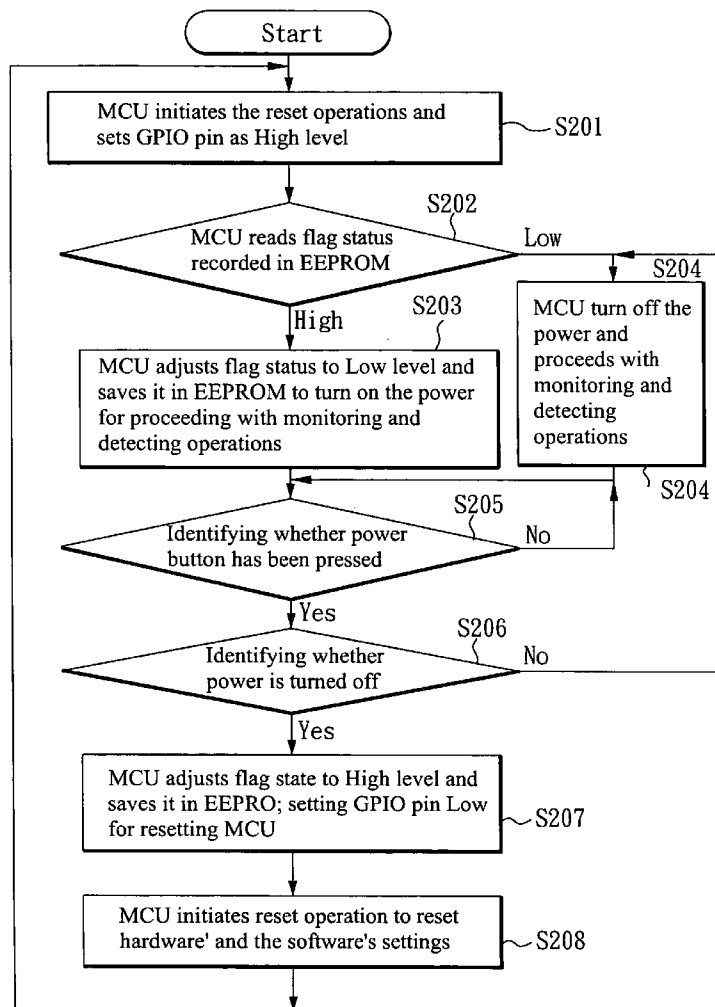 Start
MCU initiates the reset operations and
sets GPIO pin as High level
S201
S202
MCU reads flag status
recorded in EEPROM
Low
High
S203
MCU adjusts flag status to Low level and
saves it in EEPROM to turn on the power
for proceeding with monitoring and
detecting operations
S204
MCU turn off the
power and
proceeds with
monitoring and
detecting
operations
S204
S205
Identifying whether power
button has been pressed
No
Yes
S206
Identifying whether
power is turned off
No
Yes
MCU adjusts flag state to High level and
saves it in EEPRO; setting GPIO pin Low
for resetting MCU
S207
MCU initiates reset operation to reset
hardware' and the software's settings
S208